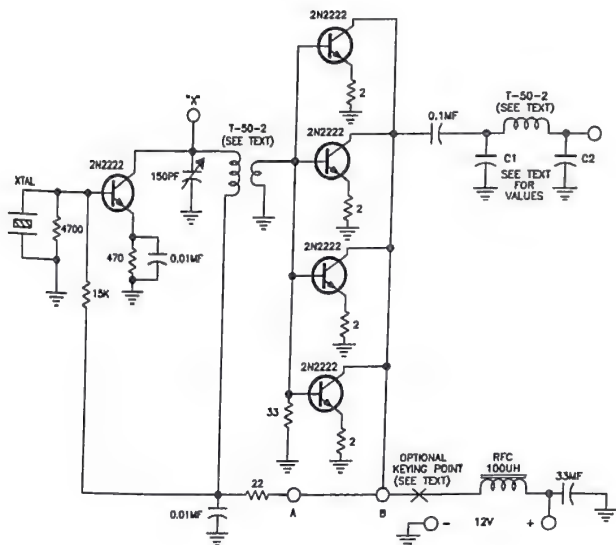 2N2222
2
"X"
T-50-2
(SEE TEXT)
2N2222
150PF
XTAL
4700
470
0.01MF
15K
2N2222
2
0.1MF
T-50-2
(SEE TEXT)
C1
C2
SEE TEXT
FOR
VALUES
2N2222
2
2N2222
33
2
OPTIONAL
KEYING POINT
(SEE TEXT)
RFC
100UH
33MF
22
A
B
0.01MF
-
12V
+